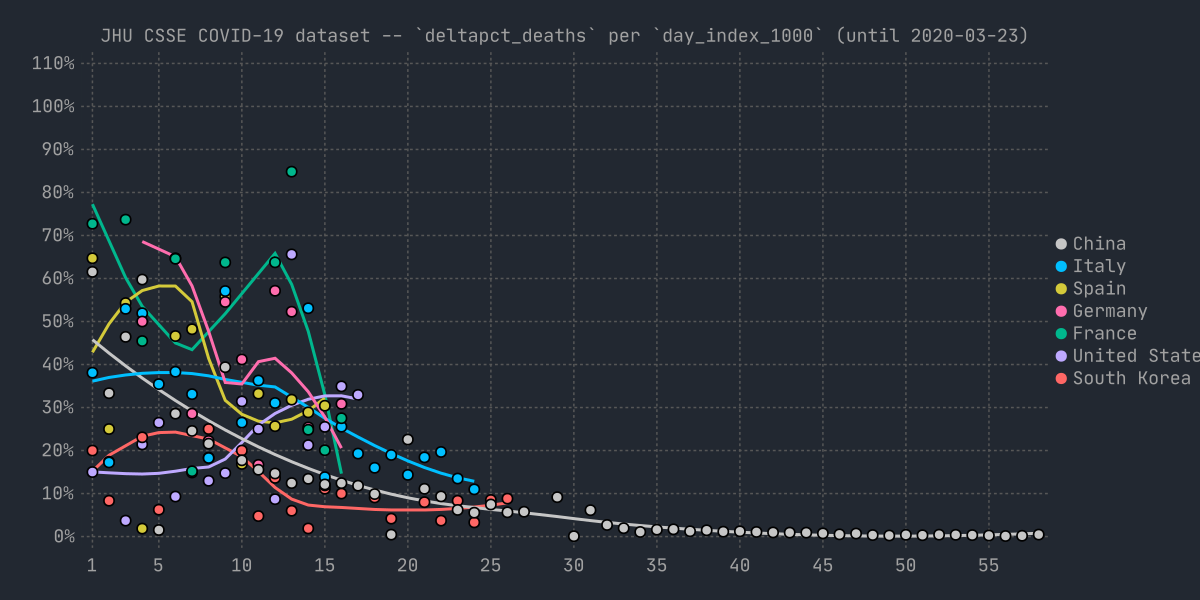 JHU CSSE COVID-19 dataset -- `deltapct_deaths` per `day_index_1000` (until 2020-03-23)
110%
100%
90%
80%
70%
60%
50%
40%
30%
20%
10%
0%
1 5 10 15 20 25 30 35 40 45 50 55
China
Italy
Spain
Germany
France
United State
South Korea